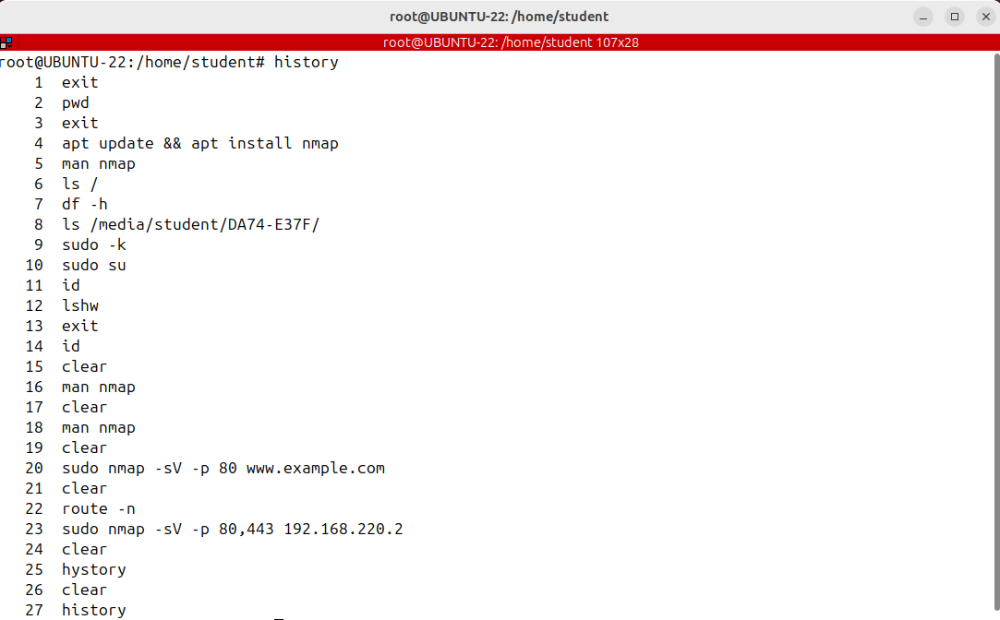 root@UBUNTU-22: /home/student
root@UBUNTU-22: /home/student 107x28
root@UBUNTU-22:/home/student# history
1 exit
2 pwd
3 exit
4 apt update && apt install nmap
5 man nmap
6 ls /
7 df -h
8 ls /media/student/DA74-E37F/
9 sudo -k
10 sudo su
11 id
12 lshw
13 exit
14 id
15 clear
16 man nmap
17 clear
18 man nmap
19 clear
20 sudo nmap -sV -p 80 www.example.com
21 clear
22 route -n
23 sudo nmap -sV -p 80,443 192.168.220.2
24 clear
25 hystory
26 clear
27 history